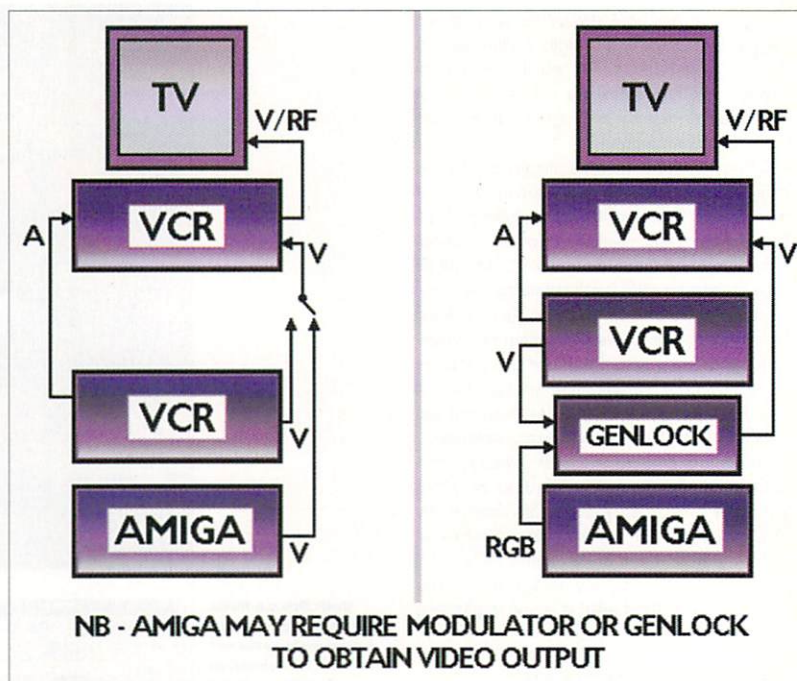 TV
V/RF
VCR
A
V
VCR
V
AMIGA
V
TV
V/RF
VCR
A
V
VCR
V
GENLOCK
AMIGA
RGB
NB - AMIGA MAY REQUIRE MODULATOR OR GENLOCK
TO OBTAIN VIDEO OUTPUT